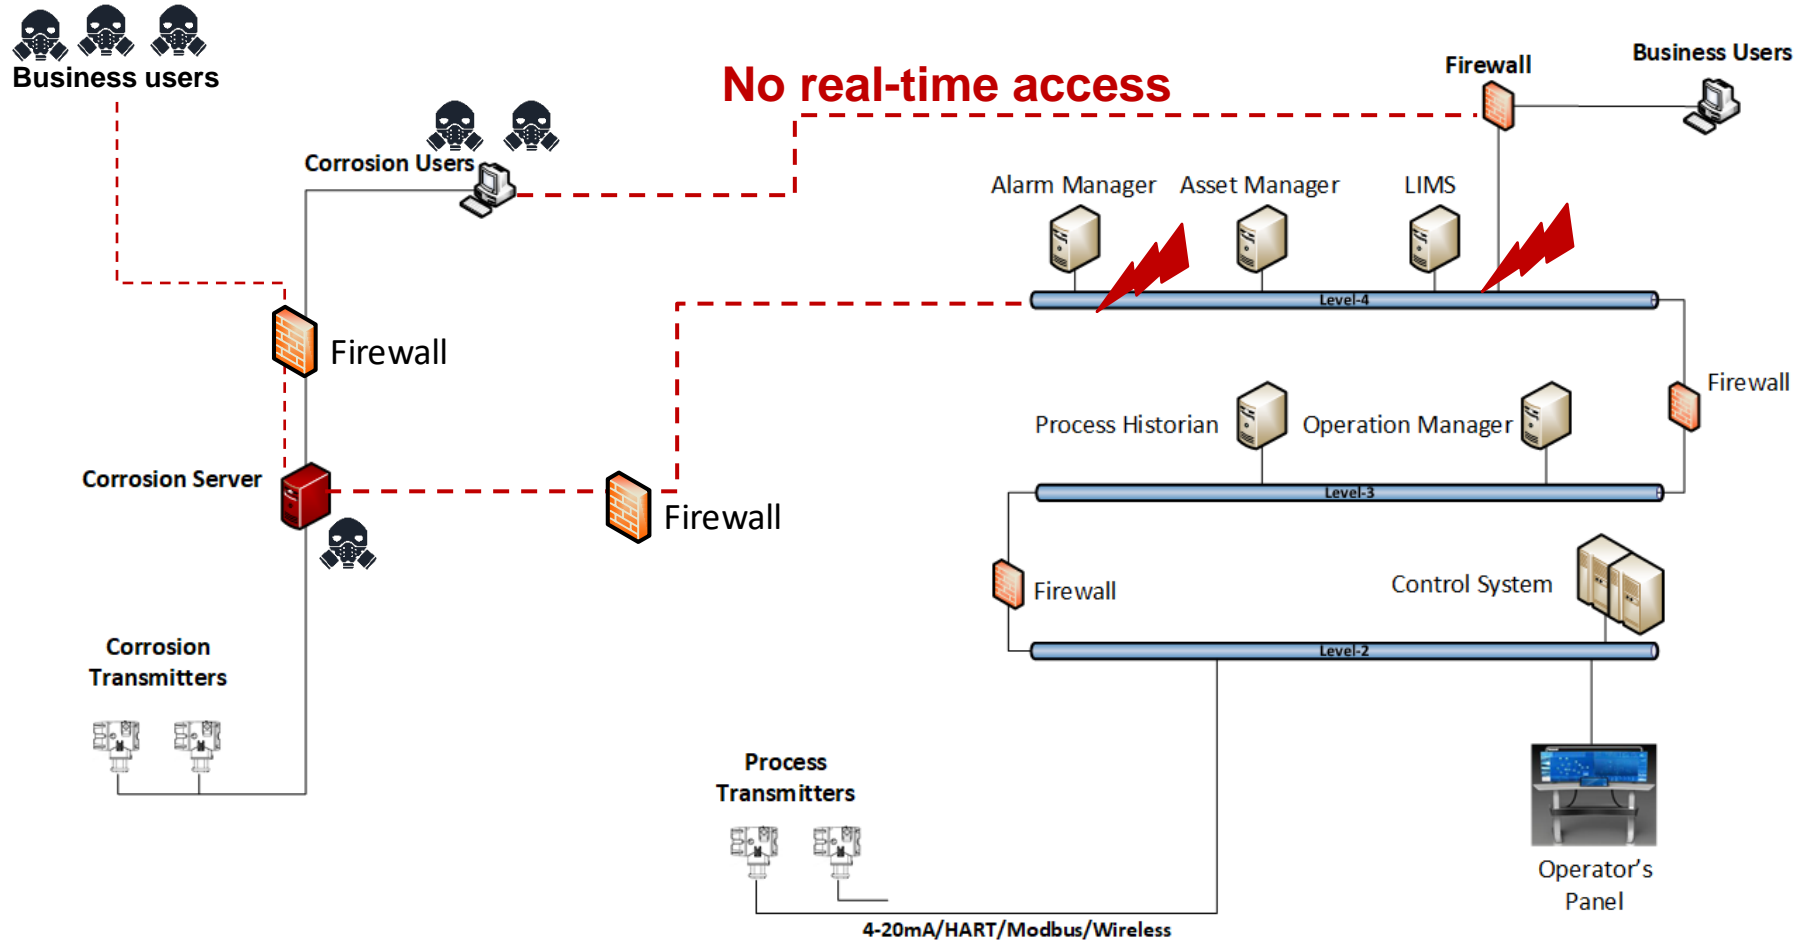 Business users
No real-time access
Firewall
Business Users
Corrosion Users
Alarm Manager
Asset Manager
LIMS
Level-4
Firewall
Firewall
Process Historian
Operation Manager
Corrosion Server
Level-3
Firewall
Firewall
Control System
Level-2
Corrosion
Transmitters
Process
Transmitters
Operator’s
Panel
4-20mA/HART/Modbus/Wireless